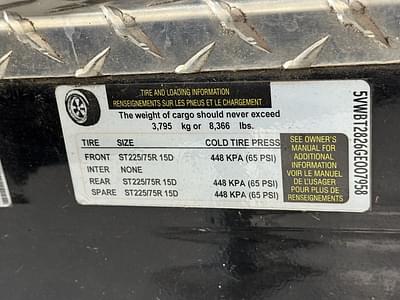 TIRE AND LOADING INFORMATION
RENSEIGNEMENTS SUR LES PNEUS ET LE CHARGEMENT
The weight of cargo should never exceed
3,795 kg or 8,366 lbs.
TIRE SIZE COLD TIRE PRESS
FRONT ST225/75R 15D 448 KPA (65 PSI)
INTER NONE
REAR ST225/75R 15D 448 KPA (65 PSI)
SPARE ST225/75R 15D 448 KPA (65 PSI)
SEE OWNER'S
MANUAL FOR
ADDITIONAL
INFORMATION
VOIR LE MANUEL
DE L'USAGER
POUR PLUS DE
RENSEIGNEMENTS